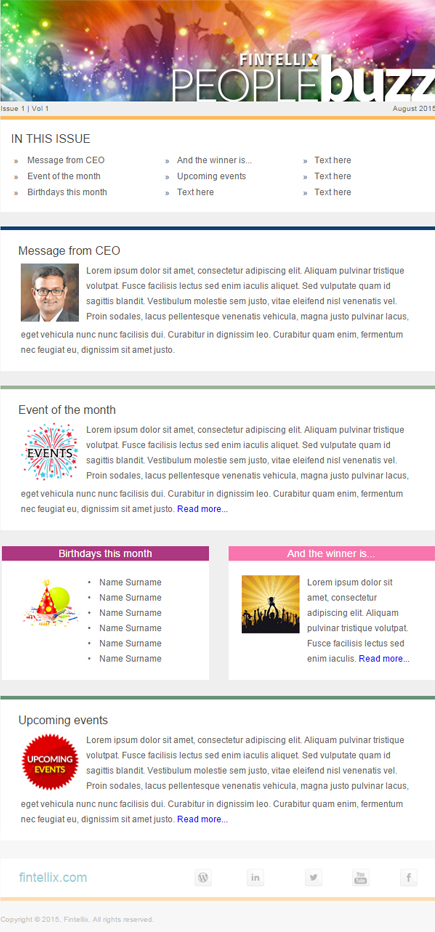 FINTELLIX
PEOPLE buzz
Issue 1 | Vol 1
August 2015
IN THIS ISSUE
» Message from CEO
» And the winner is...
» Text here
» Event of the month
» Upcoming events
» Text here
» Birthdays this month
» Text here
» Text here
Message from CEO
Lorem ipsum dolor sit amet, consectetur adipiscing elit. Aliquam pulvinar tristique
volutpat. Fusce facilisis lectus sed enim iaculis aliquet. Sed vulputate quam id
sagittis blandit. Vestibulum molestie sem justo, vitae eleifend nisl venenatis vel.
Proin sodales, lacus pellentesque venenatis vehicula, magna justo pulvinar lacus,
eget vehicula nunc nunc facilisis dui. Curabitur in dignissim leo. Curabitur quam enim, fermentum
nec feugiat eu, dignissim sit amet justo.
Event of the month
EVENTS
Lorem ipsum dolor sit amet, consectetur adipiscing elit. Aliquam pulvinar tristique
volutpat. Fusce facilisis lectus sed enim iaculis aliquet. Sed vulputate quam id
sagittis blandit. Vestibulum molestie sem justo, vitae eleifend nisl venenatis vel.
Proin sodales, lacus pellentesque venenatis vehicula, magna justo pulvinar lacus,
eget vehicula nunc nunc facilisis dui. Curabitur in dignissim leo. Curabitur quam enim, fermentum
nec feugiat eu, dignissim sit amet justo. Read more...
Birthdays this month
• Name Surname
• Name Surname
• Name Surname
• Name Surname
• Name Surname
• Name Surname
And the winner is...
Lorem ipsum dolor sit
amet, consectetur
adipiscing elit. Aliquam
pulvinar tristique volutpat.
Fusce facilisis lectus sed
enim iaculis. Read more...
Upcoming events
UPCOMING
EVENTS
Lorem ipsum dolor sit amet, consectetur adipiscing elit. Aliquam pulvinar tristique
volutpat. Fusce facilisis lectus sed enim iaculis aliquet. Sed vulputate quam id
sagittis blandit. Vestibulum molestie sem justo, vitae eleifend nisl venenatis vel.
Proin sodales, lacus pellentesque venenatis vehicula, magna justo pulvinar lacus,
eget vehicula nunc nunc facilisis dui. Curabitur in dignissim leo. Curabitur quam enim, fermentum
nec feugiat eu, dignissim sit amet justo. Read more...
fintellix.com
in
You
Tube
f
Copyright © 2015, Fintellix. All rights reserved.